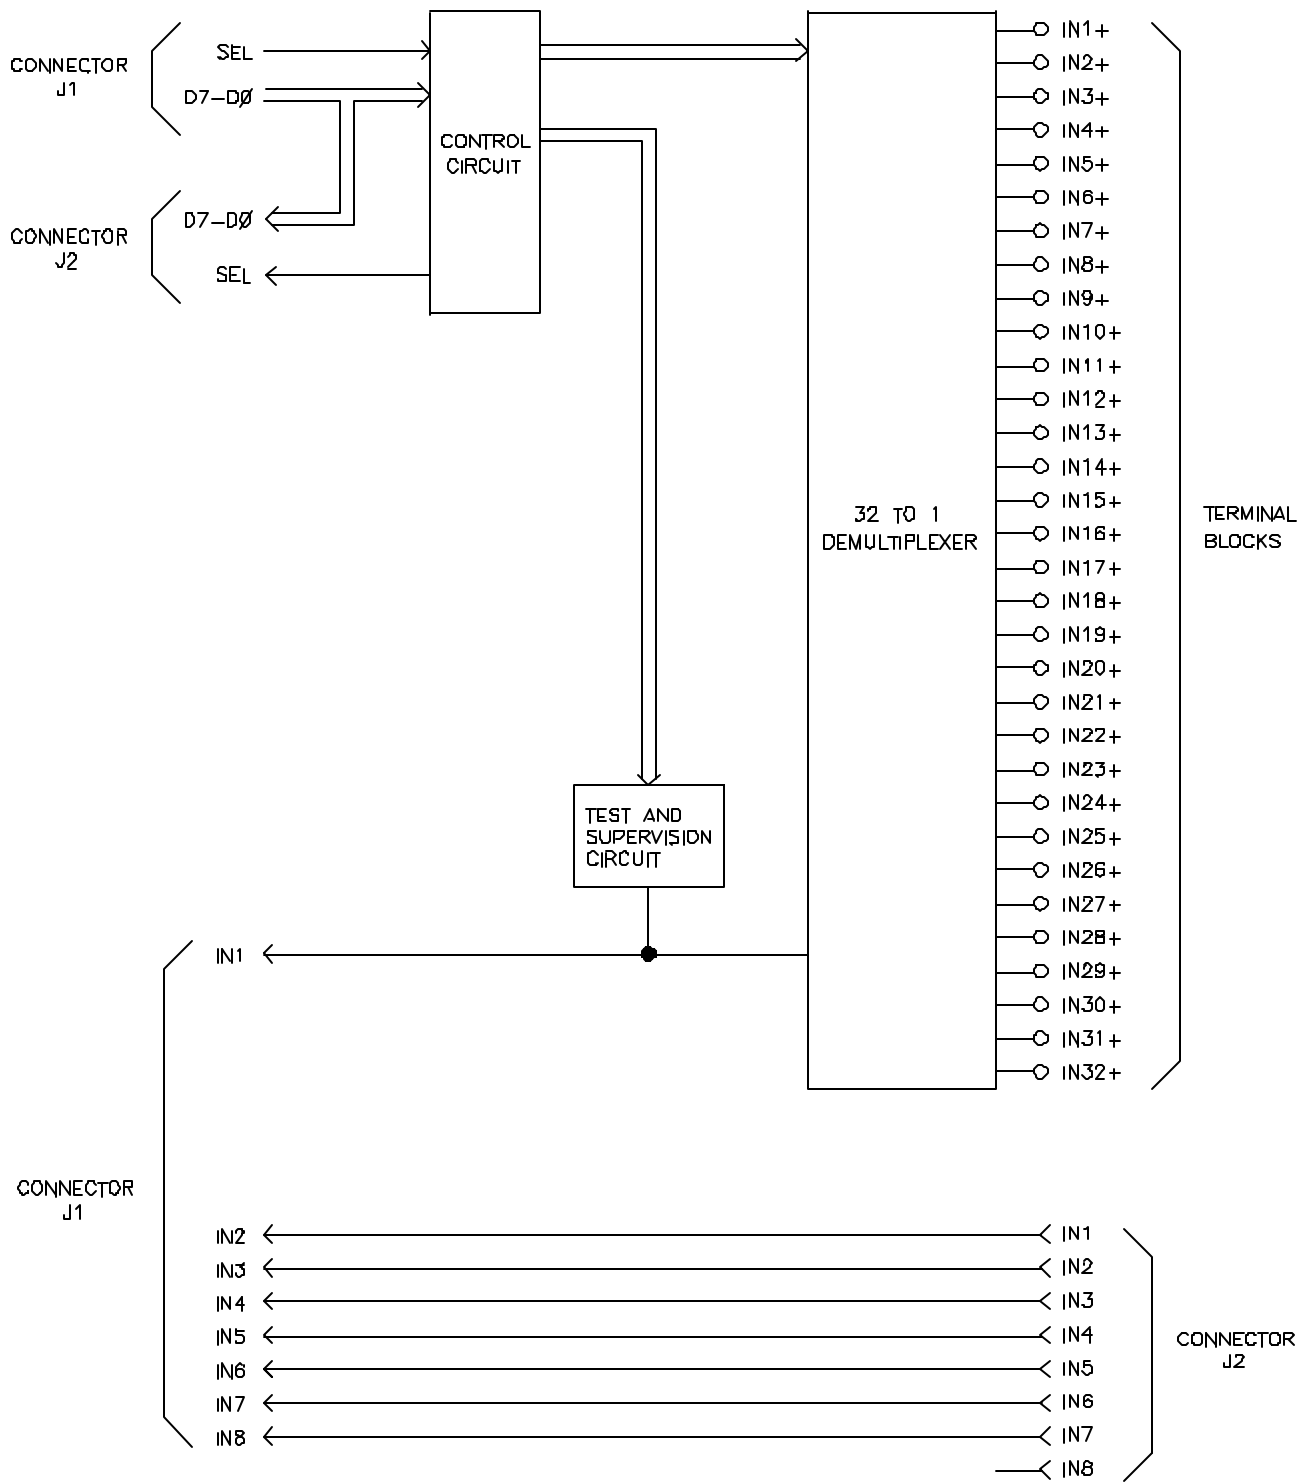 CONNECTOR
J1
SEL
D7-D0
CONNECTOR
J2
D7-D0
SEL
CONTROL
CIRCUIT
32 TO 1
DEMULTIPLEXER
IN1+
IN2+
IN3+
IN4+
IN5+
IN6+
IN7+
IN8+
IN9+
IN10+
IN11+
IN12+
IN13+
IN14+
IN15+
IN16+
IN17+
IN18+
IN19+
IN20+
IN21+
IN22+
IN23+
IN24+
IN25+
IN26+
IN27+
IN28+
IN29+
IN30+
IN31+
IN32+
TERMINAL
BLOCKS
TEST AND
SUPERVISION
CIRCUIT
IN1
CONNECTOR
J1
IN2
IN3
IN4
IN5
IN6
IN7
IN8
IN1
IN2
IN3
IN4
IN5
IN6
IN7
IN8
CONNECTOR
J2